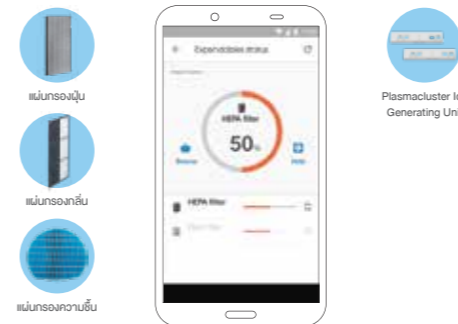 แผ่นกรองฝุ่น
แผ่นกรองกลิ่น
แผ่นกรองความชื้น
Expendables status
HEPA filter
50%
HEPA filter
Plasmacluster Io
Generating Uni